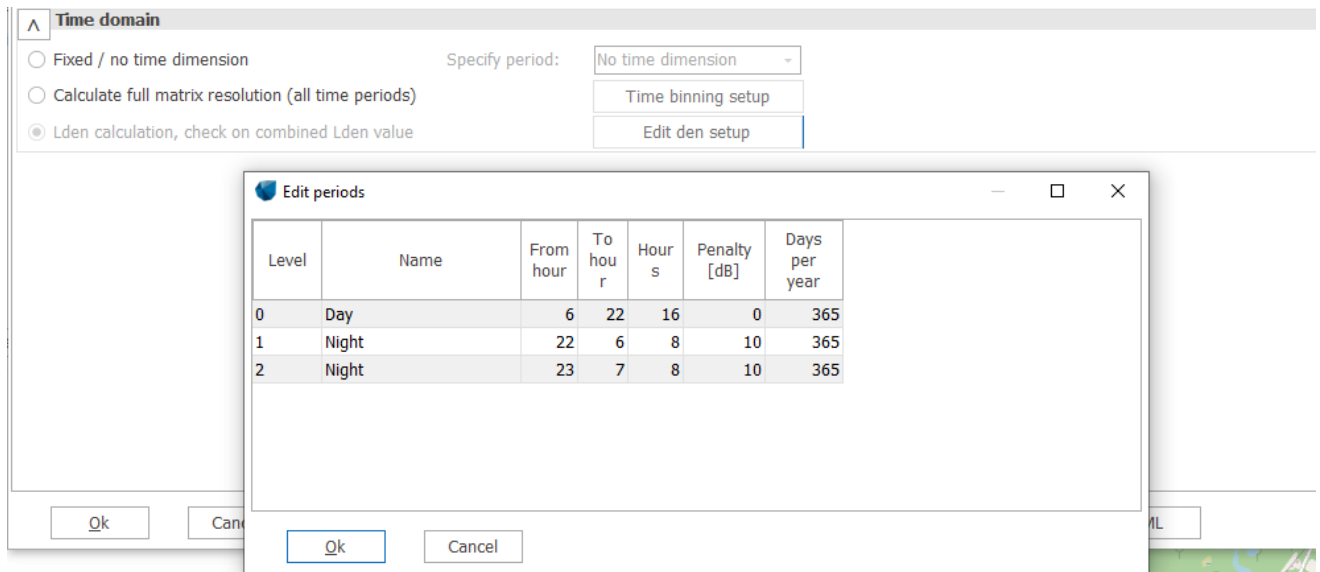 Time domain
Fixed / no time dimension Specify period: No time dimension
Calculate full matrix resolution (all time periods) Time binning setup
Lden calculation, check on combined Lden value Edit den setup
Edit periods
Level Name From hour To hou r Hour s Penalty [dB] Days per year
0 Day 6 22 16 0 365
1 Night 22 6 8 10 365
2 Night 23 7 8 10 365
Ok
Ok Cancel